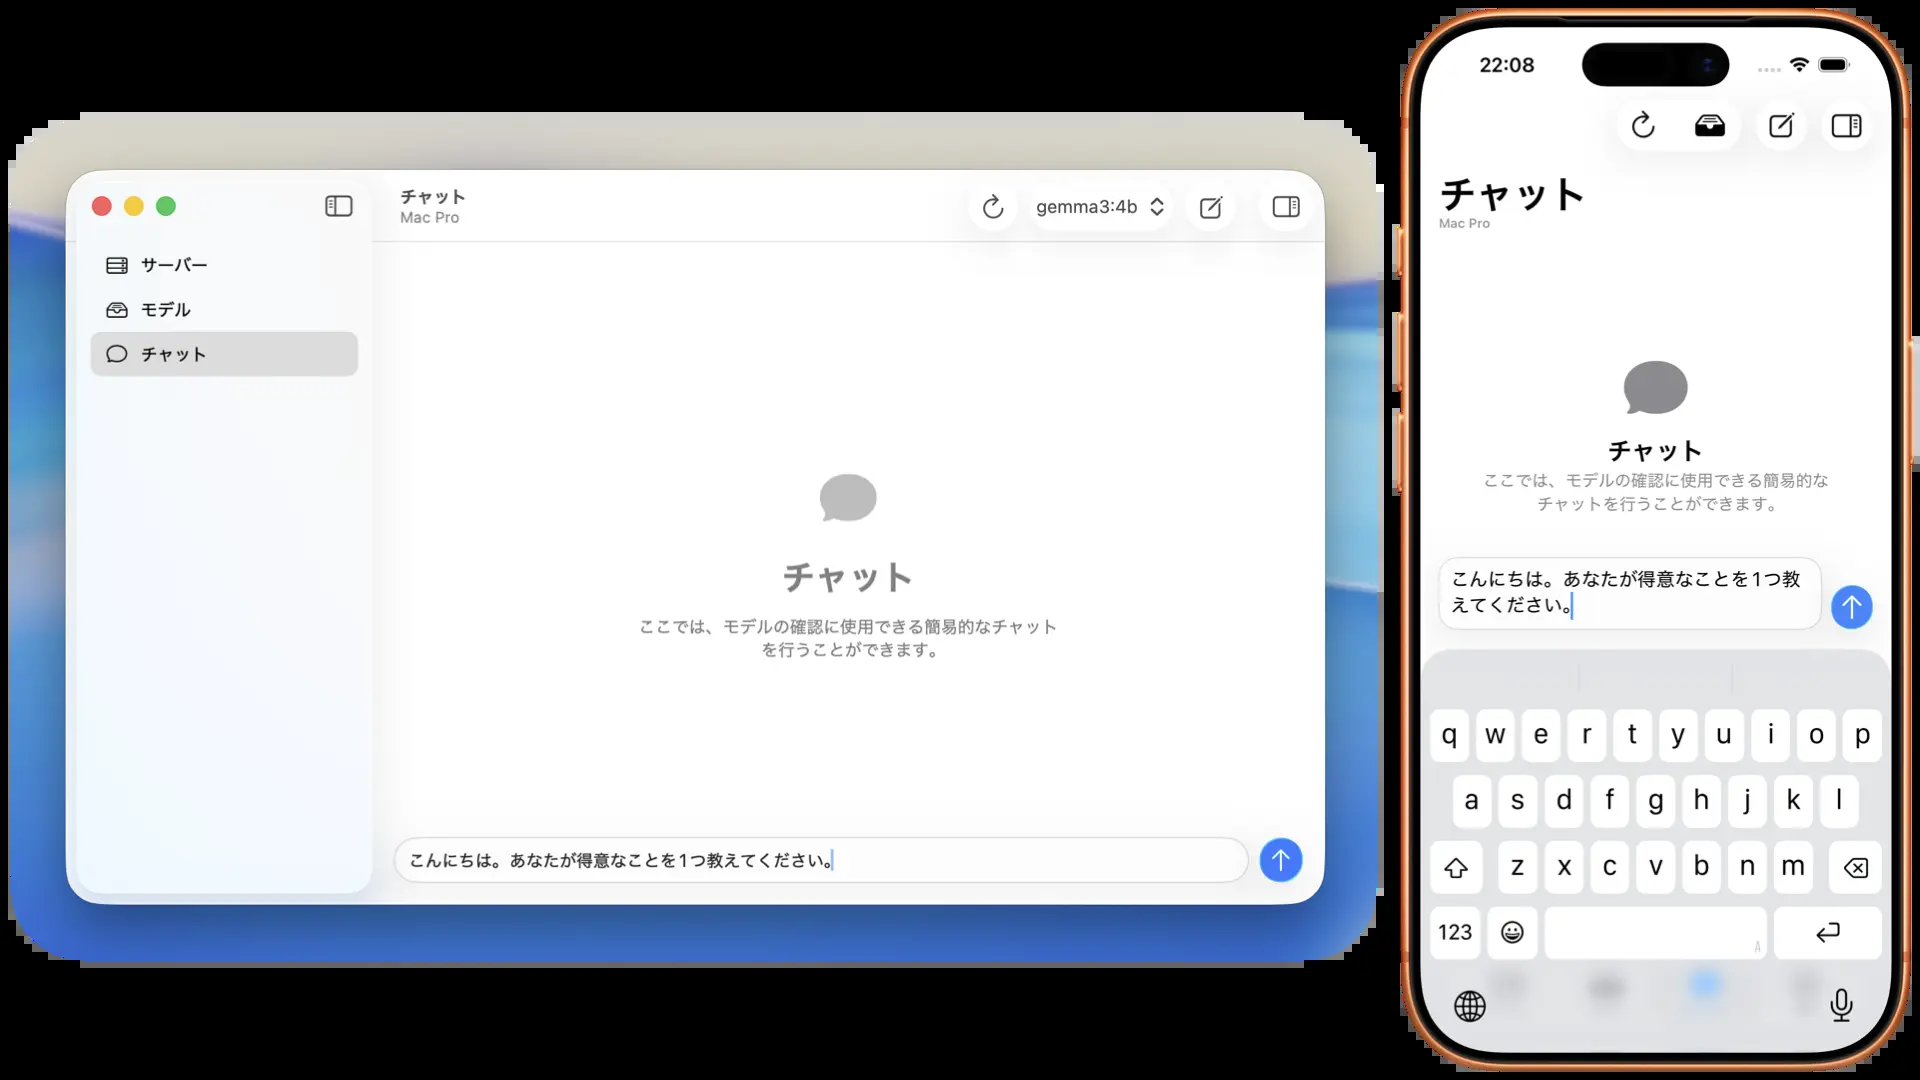 チャット
Mac Pro
gemma3:4b
サーバー
モデル
チャット
チャット
ここでは、モデルの確認に使用できる簡易的なチャット
を行うことができます。
こんにちは。あなたが得意なことを1つ教えてください。
22:08
チャット
Mac Pro
チャット
ここでは、モデルの確認に使用できる簡易的な
チャットを行うことができます。
こんにちは。あなたが得意なことを1つ教
えてください。
q w e r t y u i o p
a s d f g h j k l
z x c v b n m
123
A